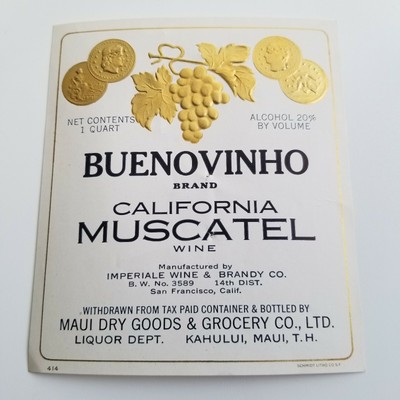 NET CONTENTS
1 QUART
ALCOHOL 20%
BY VOLUME
BUENOVINHO
BRAND
CALIFORNIA
MUSCATEL
WINE
Manufactured by
IMPERIALE WINE & BRANDY CO.
B. W. No. 3589 14th DIST.
San Francisco, Calif.
WITHDRAWN FROM TAX PAID CONTAINER & BOTTLED BY
MAUI DRY GOODS & GROCERY CO., LTD.
LIQUOR DEPT. KAHULUI, MAUI, T. H.
414